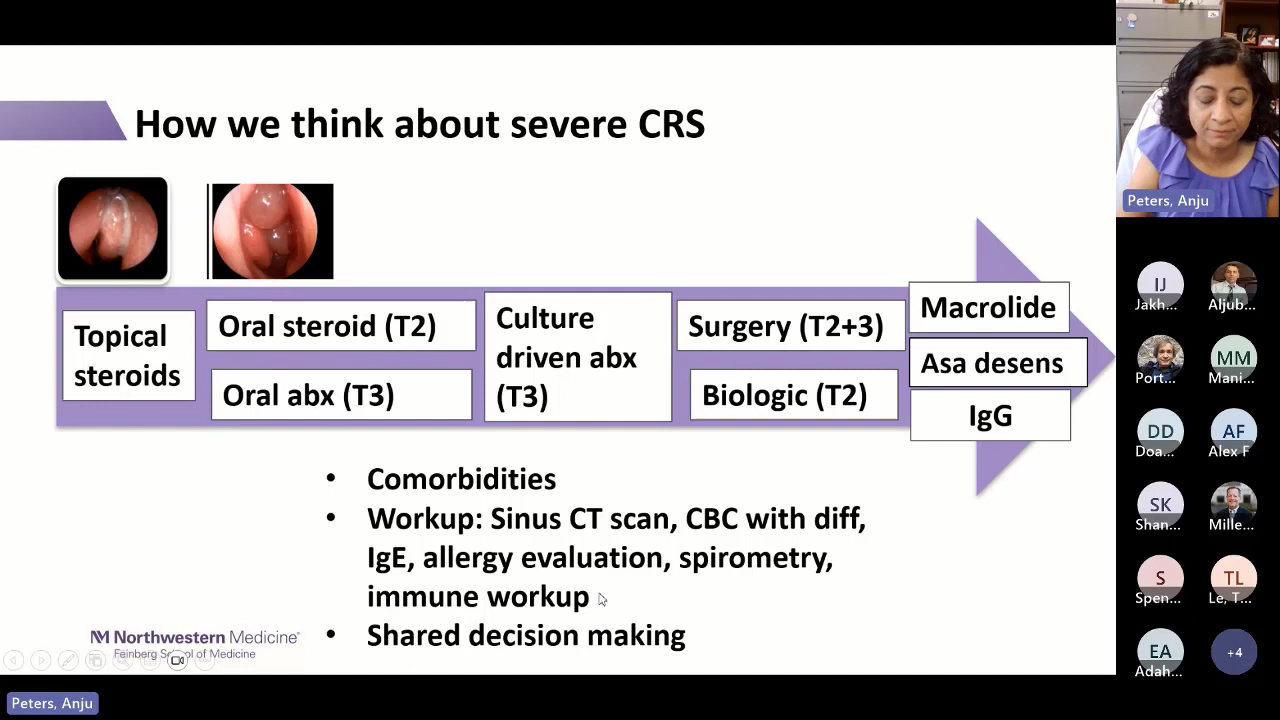 How we think about severe CRS
Topical
steroids
Oral steroid (T2)
Oral abx (T3)
Culture
driven abx
(T3)
Surgery (T2+3)
Biologic (T2)
Macrolide
Asa desens
IgG
• Comorbidities
• Workup: Sinus CT scan, CBC with diff,
IgE, allergy evaluation, spirometry,
immune workup
• Shared decision making
Northwestern Medicine®
Feinberg School of Medicine
Peters, Anju
Peters, Anju
IJ
Jakh...
Aljub...
Port...
MM
Mani...
DD
Doa...
AF
Alex F
SK
Shan...
Mille...
S
Spen...
TL
Le, T...
EA
Adah...
+4